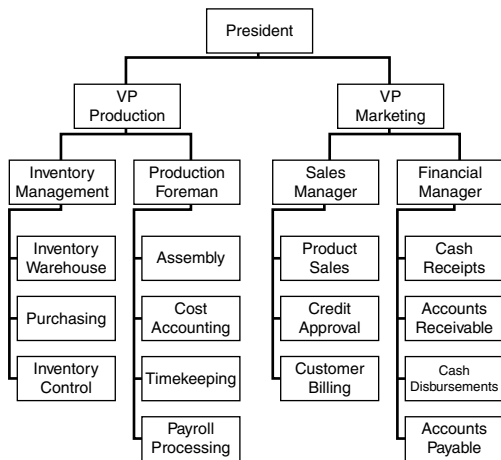 President
VP
Production
VP
Marketing
Inventory
Management
Production
Foreman
Sales
Manager
Financial
Manager
Inventory
Warehouse
Assembly
Product
Sales
Cash
Receipts
Purchasing
Cost
Accounting
Credit
Approval
Accounts
Receivable
Inventory
Control
Timekeeping
Customer
Billing
Cash
Disbursements
Payroll
Processing
Accounts
Payable